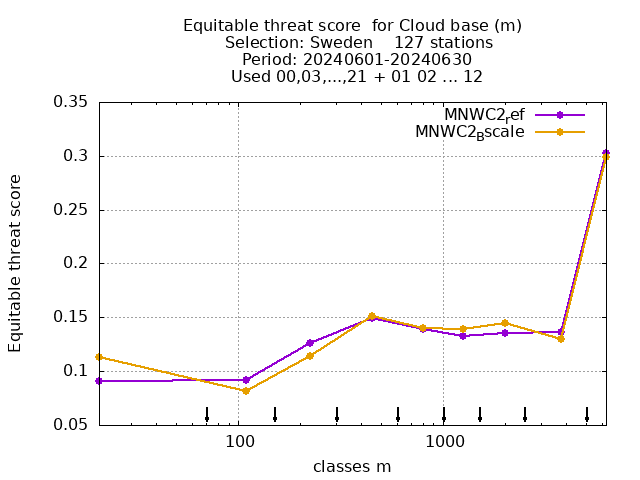 Equitable threat score  for Cloud base (m)
Selection: Sweden    127 stations
Period: 20240601-20240630
Used 00,03,...,21 + 01 02 ... 12
MNWC2ref
MNWC2Bscale
Equitable threat score
0.35
0.3
0.25
0.2
0.15
0.1
0.05
100
1000
classes m